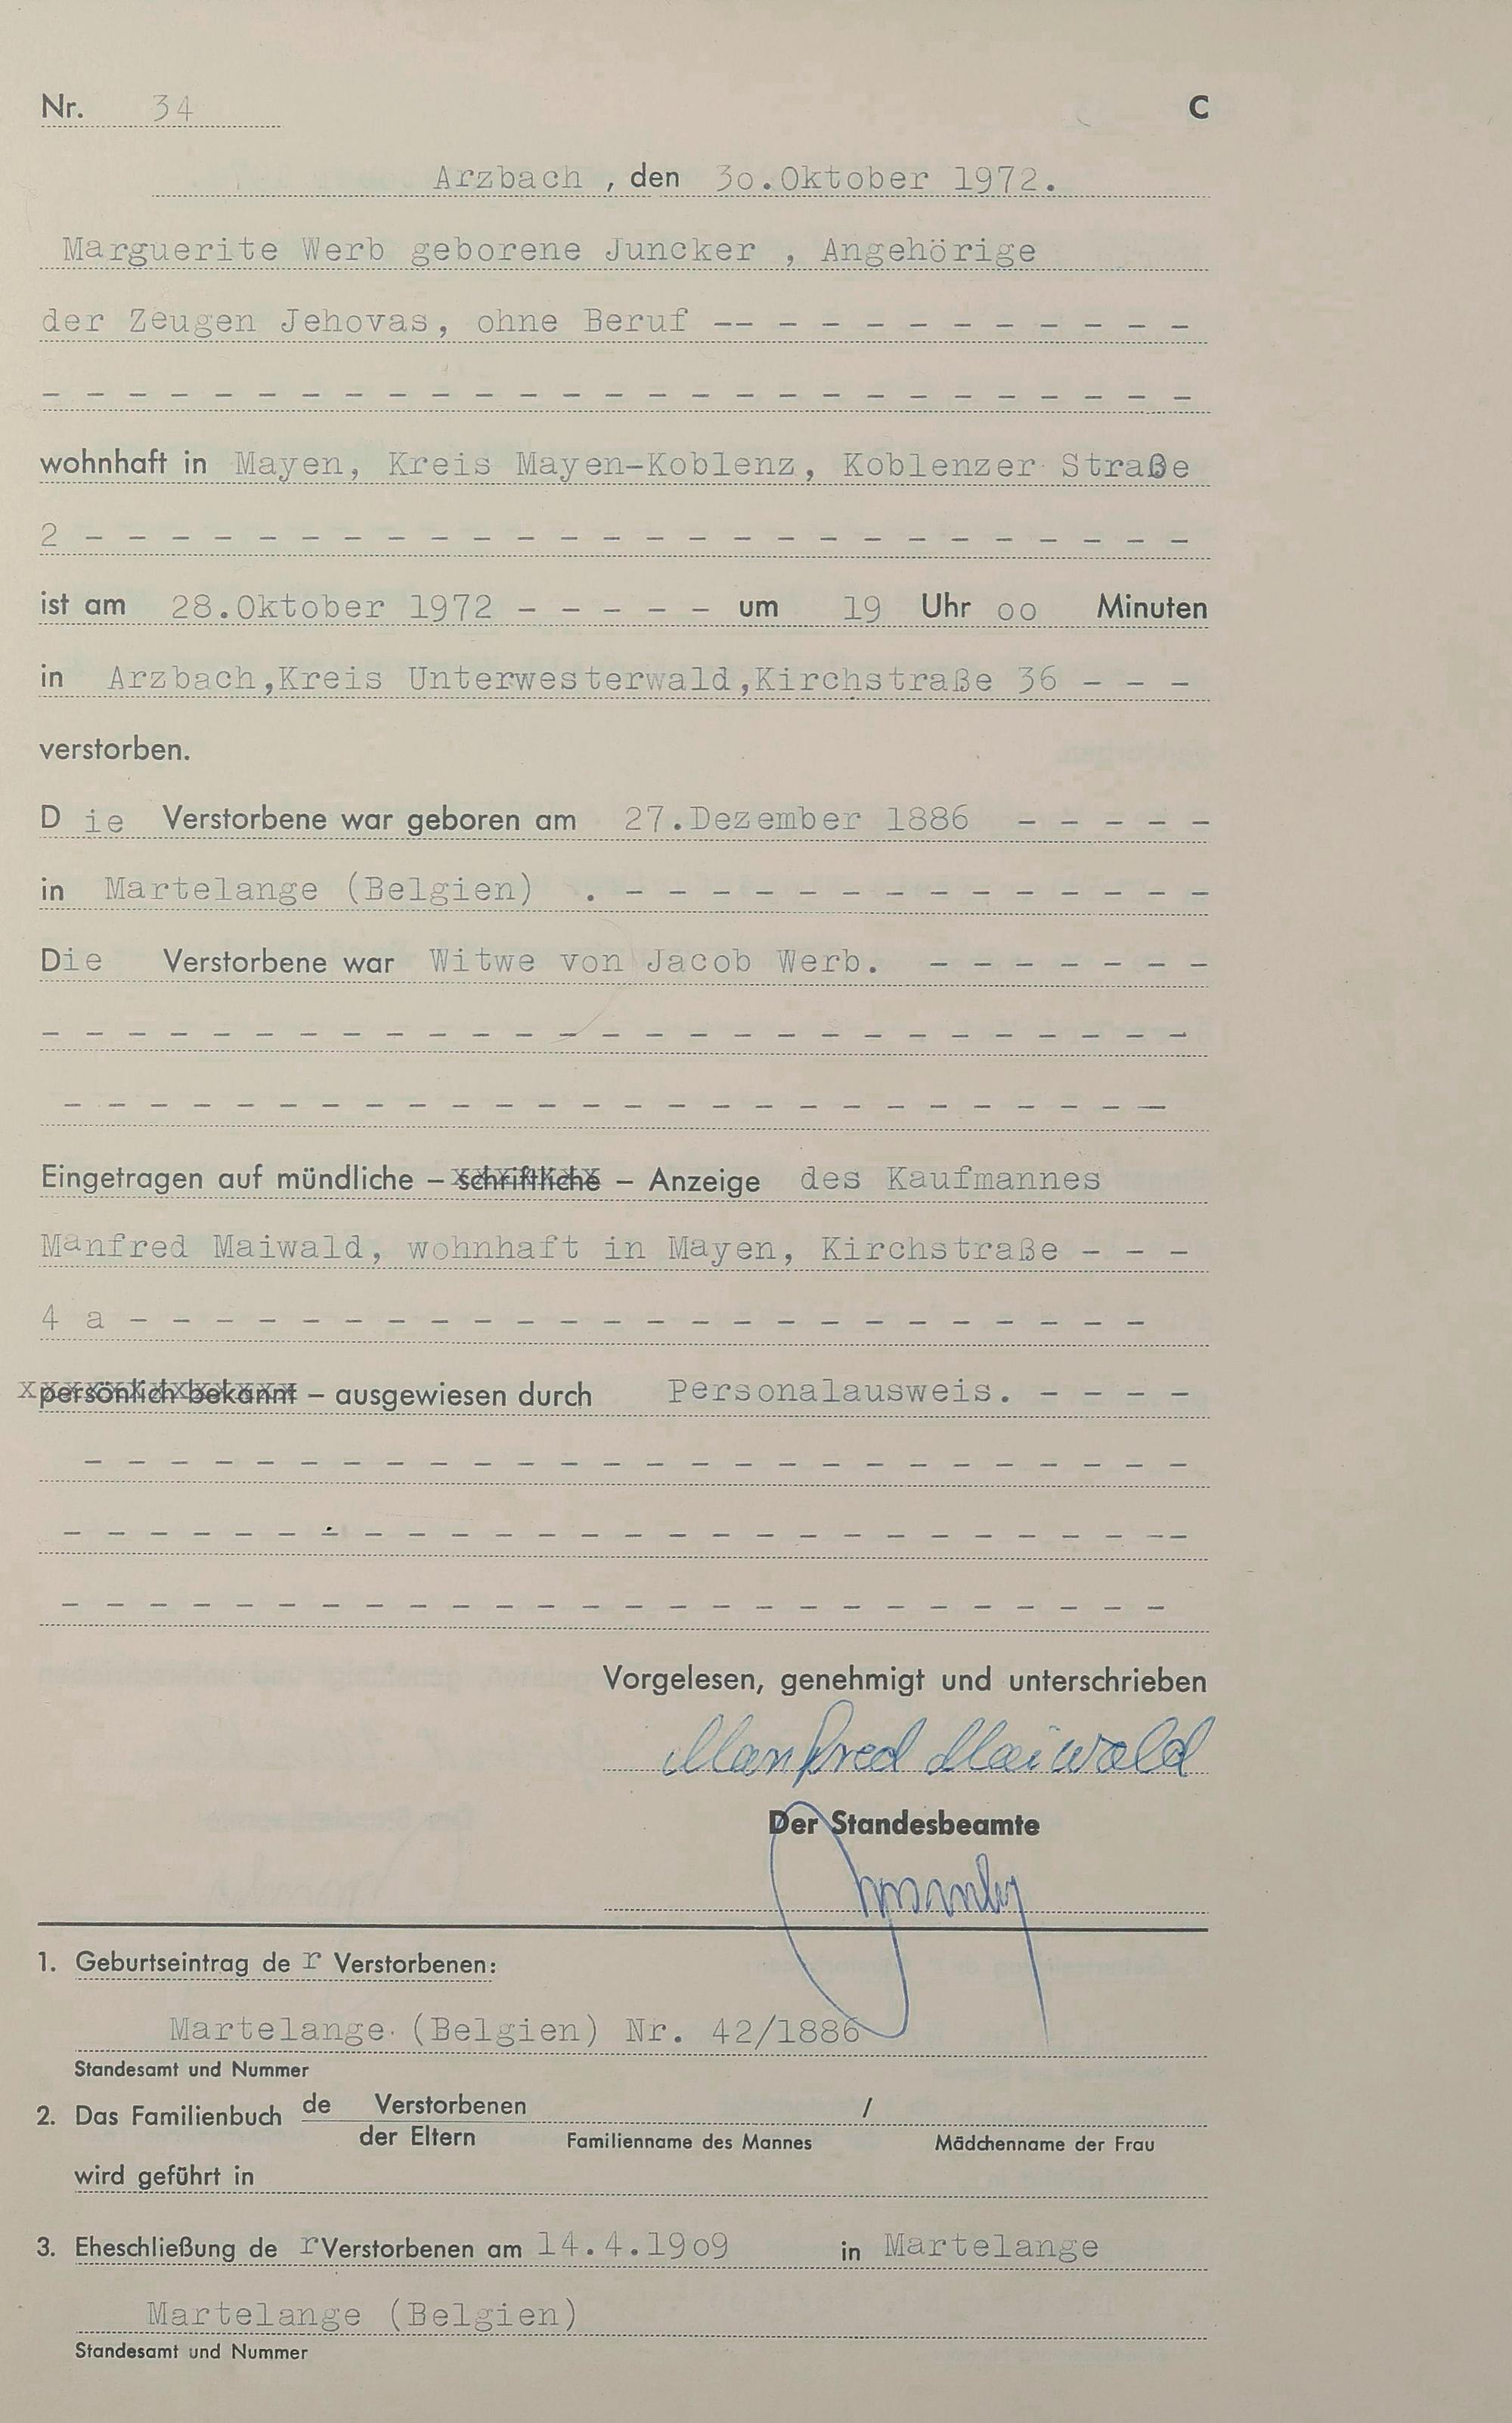 Nr. 34 C
Arzbach , den 3o.Oktober 1972.
Marguerite Werb geborene Juncker , Angehörige
der Zeugen Jehovas, ohne Beruf -- - - - - - - - - - -
- - - - - - - - - - - - - - - - - - - - - - - - - - -
wohnhaft in Mayen, Kreis Mayen-Koblenz, Koblenzer Straße
2 - - - - - - - - - - - - - - - - - - - - - - - - - -
ist am 28.Oktober 1972 - - - - - um 19 Uhr oo Minuten
in Arzbach,Kreis Unterwesterwald,Kirchstraße 36 - - -
verstorben.
Die Verstorbene war geboren am 27.Dezember 1886 - - - - -
in Martelange (Belgien) . - - - - - - - - - - - - - -
Die Verstorbene war Witwe von Jacob Werb. - - - - - - -
- - - - - - - - - - - - - - - - - - - - - - - - - - -
- - - - - - - - - - - - - - - - - - - - - - - - - -
Eingetragen auf mündliche – schriftliche – Anzeige des Kaufmannes
Manfred Maiwald, wohnhaft in Mayen, Kirchstraße - - -
4 a - - - - - - - - - - - - - - - - - - - - - - - -
persönlich bekannt – ausgewiesen durch Personalausweis. - - - -
- - - - - - - - - - - - - - - - - - - - - - - - - -
- - - - - - - - - - - - - - - - - - - - - - - - - --
- - - - - - - - - - - - - - - - - - - - - - - - - -
Vorgelesen, genehmigt und unterschrieben
Manfred Maiwald
Der Standesbeamte
1. Geburtseintrag de r Verstorbenen:
Martelange (Belgien) Nr. 42/1886
Standesamt und Nummer
2. Das Familienbuch de Verstorbenen /
der Eltern Familienname des Mannes Mädchenname der Frau
wird geführt in
3. Eheschließung de r Verstorbenen am 14.4.19o9 in Martelange
Martelange (Belgien)
Standesamt und Nummer